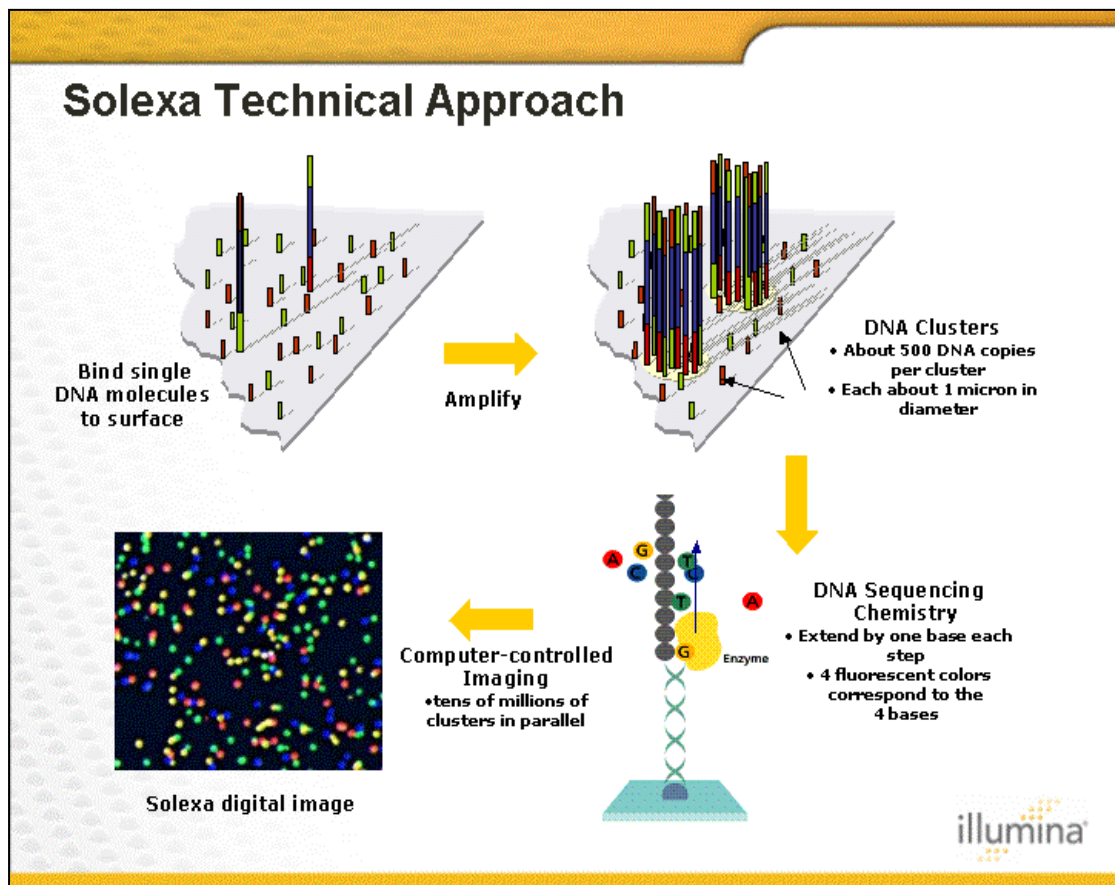 Solexa Technical Approach
Bind single
DNA molecules
to surface
Amplify
DNA Clusters
• About 500 DNA copies
per cluster
• Each about 1 micron in
diameter
DNA Sequencing
Chemistry
• Extend by one base each
step
• 4 fluorescent colors
correspond to the
4 bases
A
G
C
T
C
T
A
G
Enzyme
Computer-controlled
Imaging
•tens of millions of
clusters in parallel
Solexa digital image
illumina®